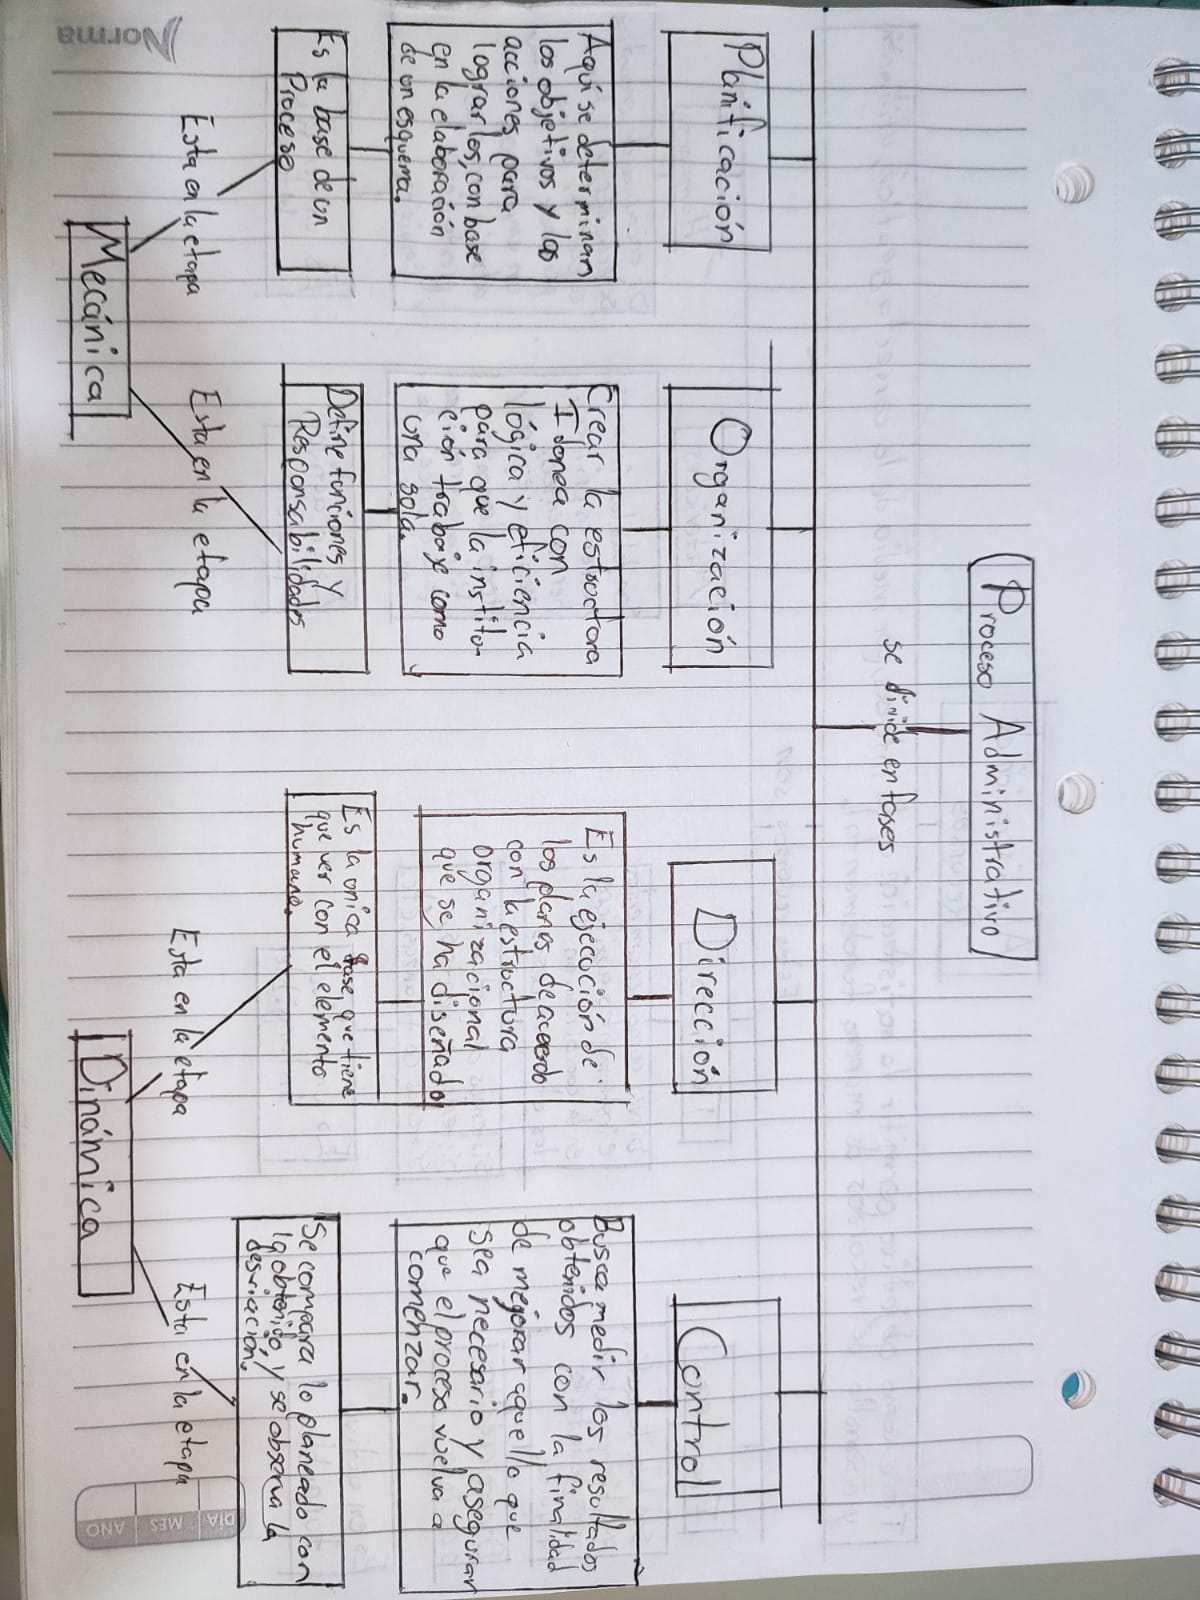 Proceso Administrativo
se divide en fases
Planificación
Aquí se determinan
los objetivos y las
acciones para
lograrlos, con base
en la elaboración
de un esquema.
Es la base de un
Proceso
Esta en la etapa
Organización
Crear la estructura
Idonea con
lógica y eficiencia
para que la institu-
ción trabaje como
una sola.
Define funciones y
Responsabilidades
Esta en la etapa
Mecánica
Dirección
Es la ejecución de
los planes de acuerdo
con la estructura
organizacional
que se ha diseñado
Es la unica fase que tiene
que ver con el elemento
humano.
Esta en la etapa
Control
Busca medir los resultados
obtenidos con la finalidad
de mejorar aquello que
sea necesario y asegurar
que el proceso vuelva a
comenzar.
Se compara lo planeado con
lo obtenido y se observa la
desviación.
Esta en la etapa
Dinámica
Norma
DÍA MES ANO